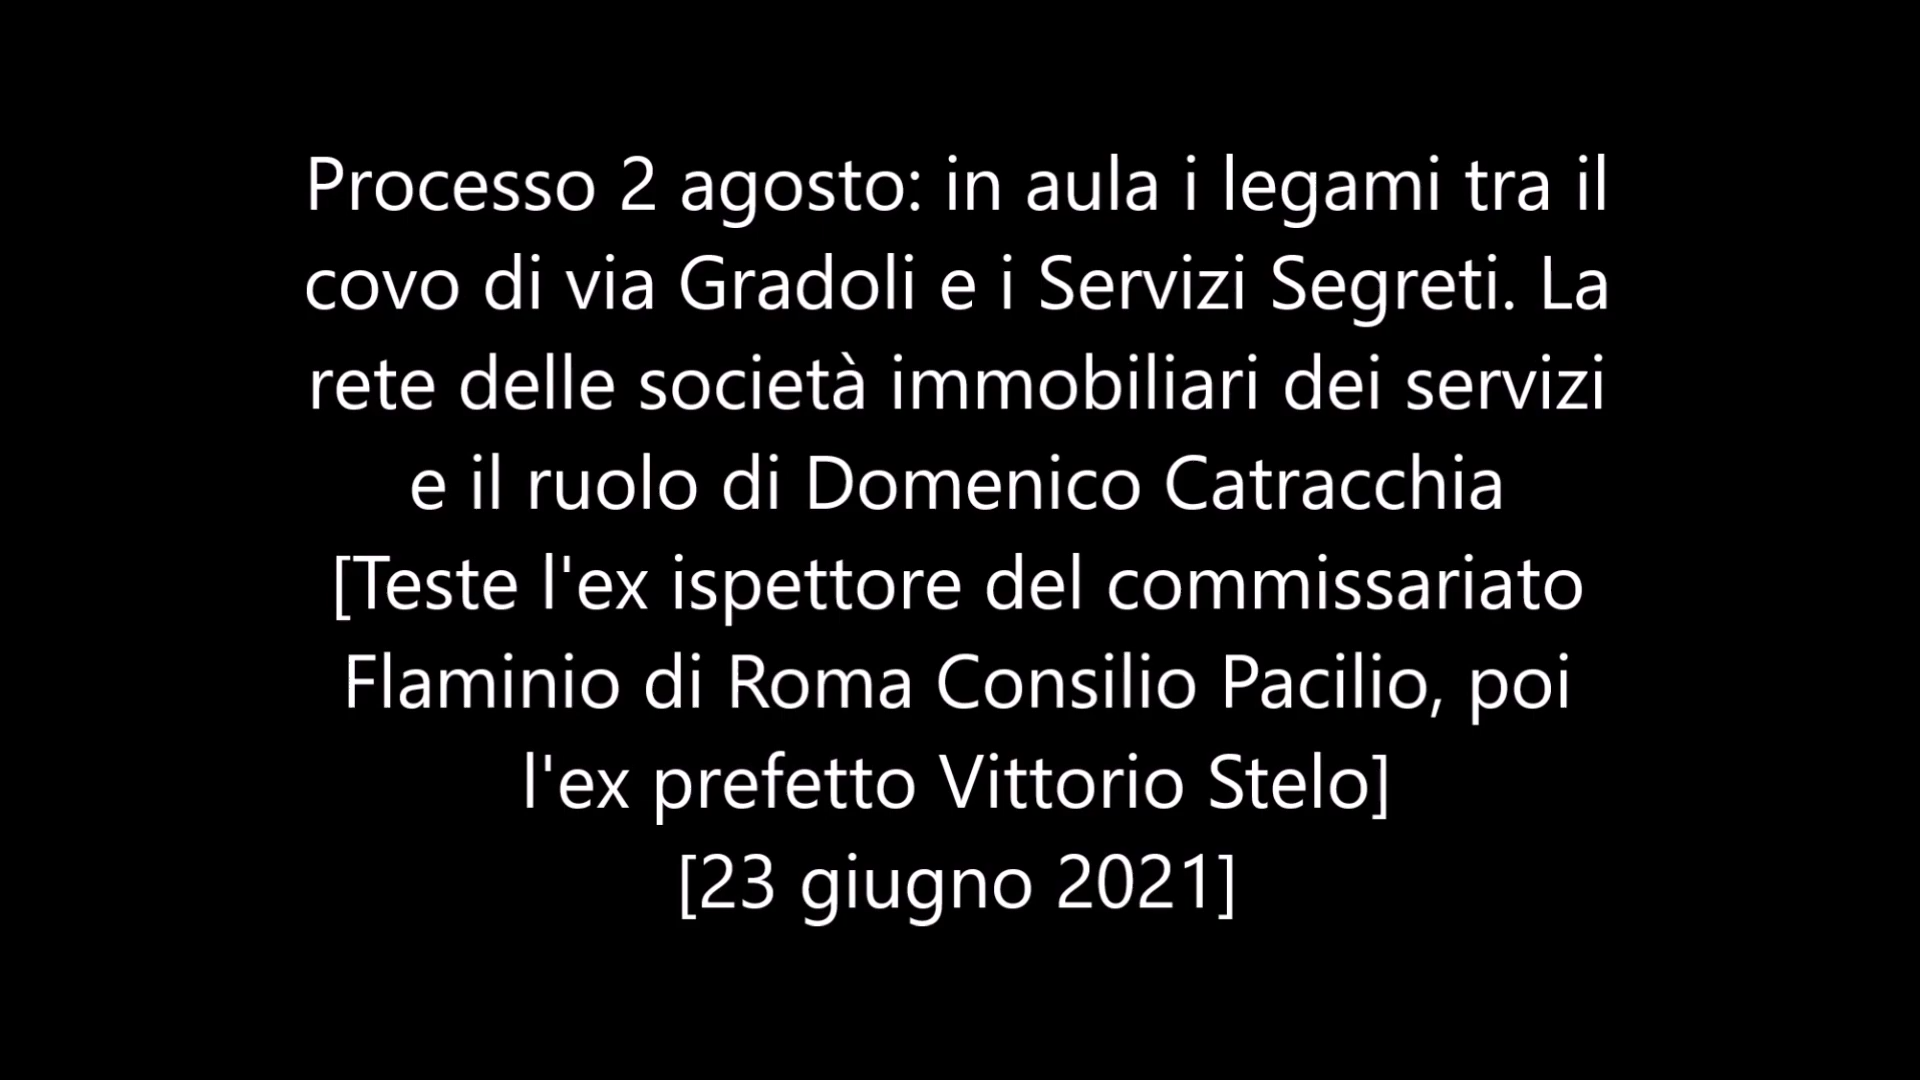 Processo 2 agosto: in aula i legami tra il
covo di via Gradoli e i Servizi Segreti. La
rete delle società immobiliari dei servizi
e il ruolo di Domenico Catracchia
[Teste l'ex ispettore del commissariato
Flaminio di Roma Consilio Pacilio, poi
l'ex prefetto Vittorio Stelo]
[23 giugno 2021]